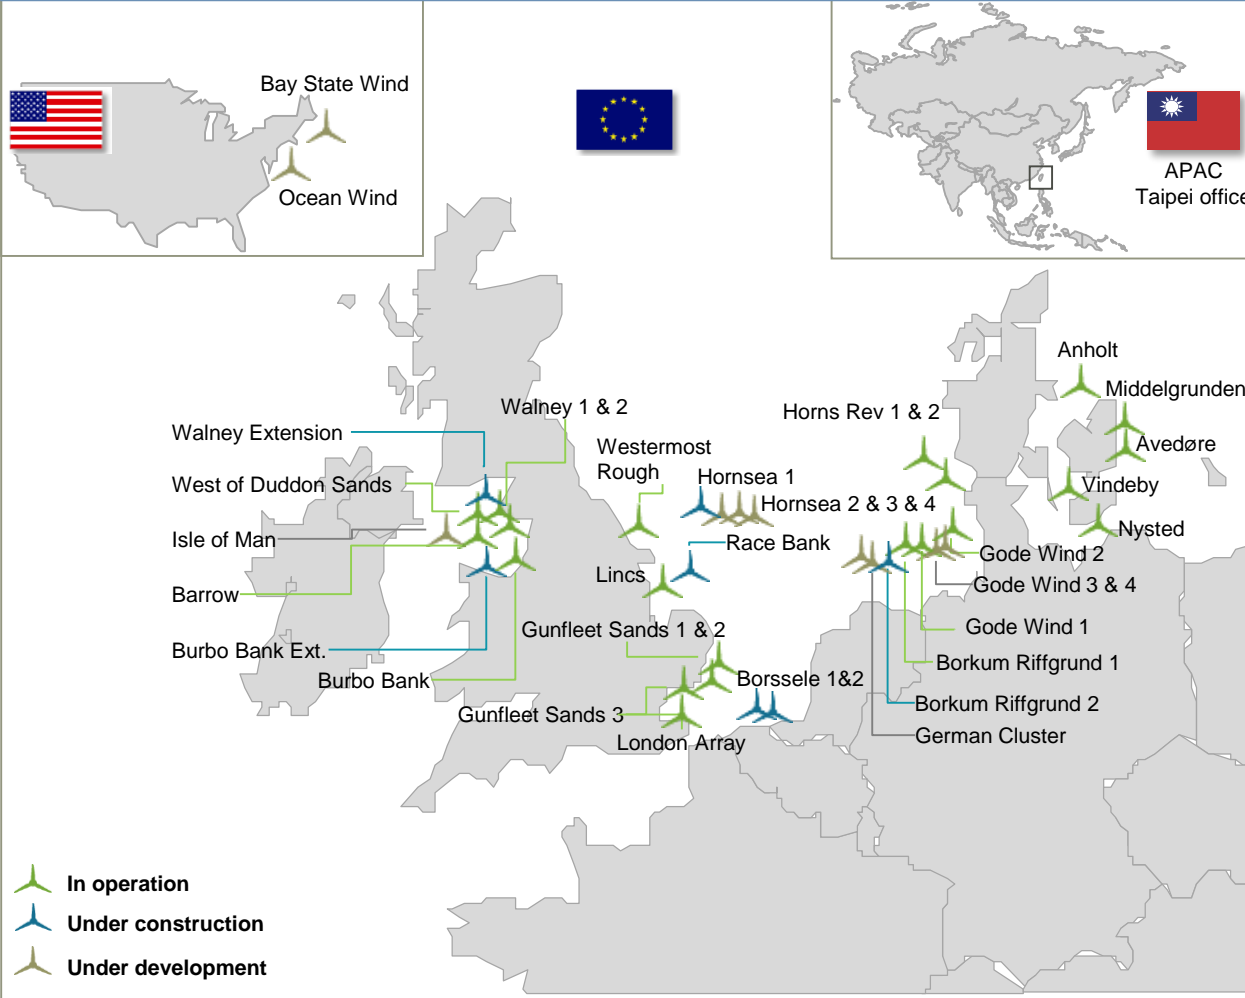 Bay State Wind
Ocean Wind
APAC
Taipei office
Anholt
Middelgrunden
Horns Rev 1 & 2
Avedøre
Walney 1 & 2
Walney Extension
Westermost
Rough
Hornsea 1
West of Duddon Sands
Vindeby
Hornsea 2 & 3 & 4
Nysted
Isle of Man
Race Bank
Gode Wind 2
Lincs
Gode Wind 3 & 4
Barrow
Gunfleet Sands 1 & 2
Gode Wind 1
Burbo Bank Ext.
Borkum Riffgrund 1
Burbo Bank
Borssele 1&2
Borkum Riffgrund 2
Gunfleet Sands 3
German Cluster
London Array
In operation
Under construction
Under development